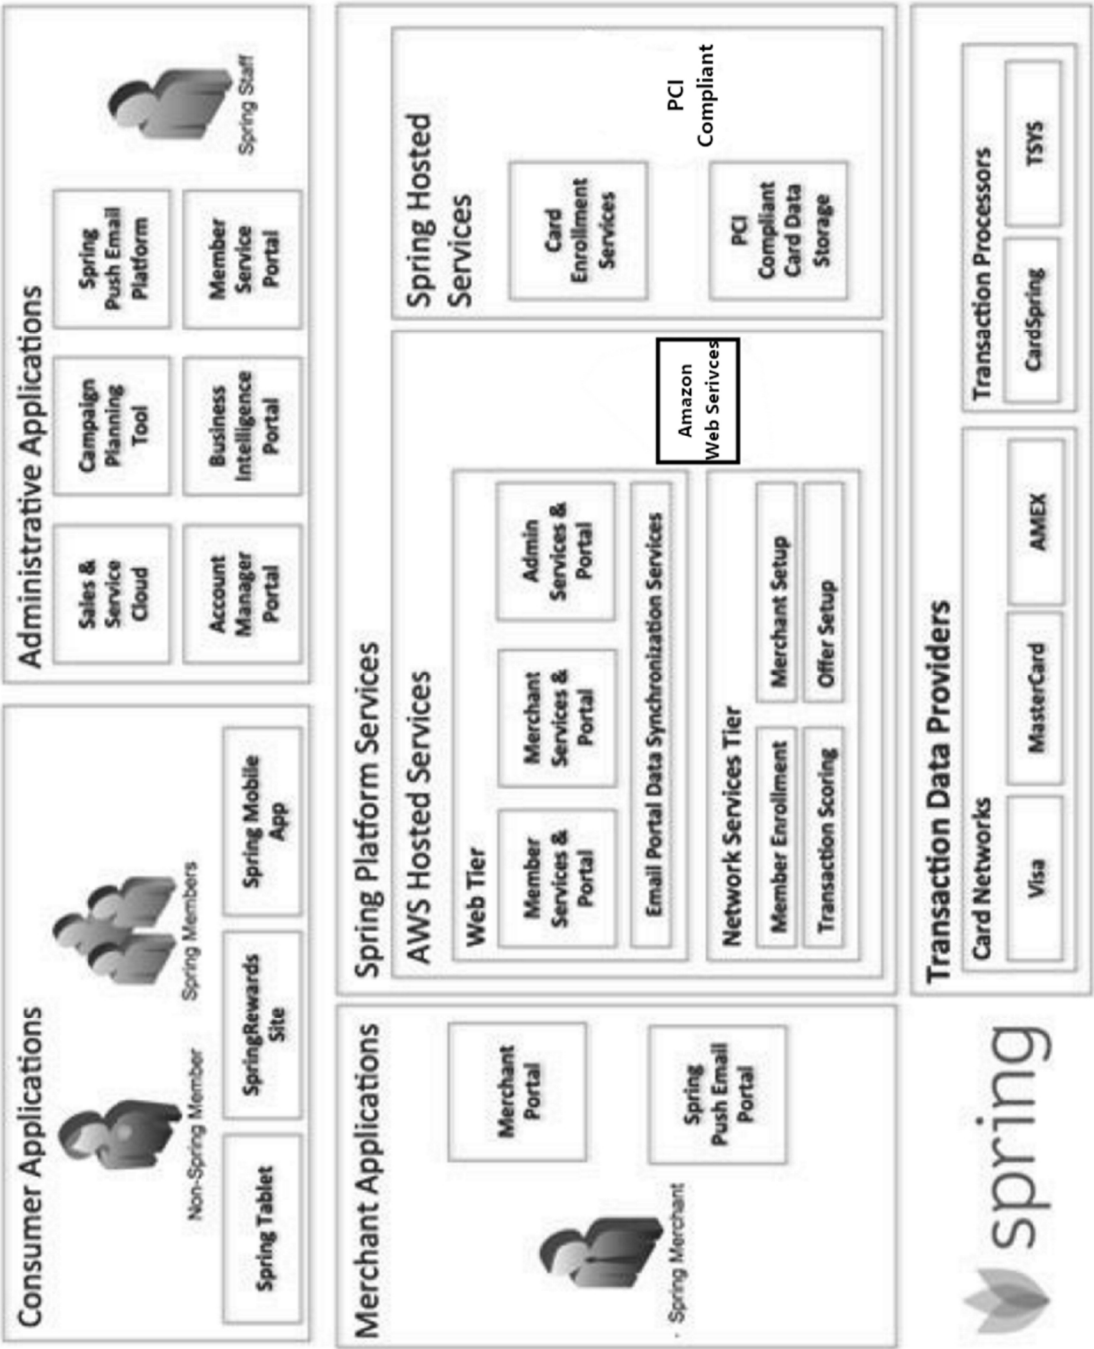 Consumer Applications
Non-Spring Member
Spring Members
Spring Tablet
SpringRewards
Site
Spring Mobile
App
Administrative Applications
Sales &
Service
Cloud
Campaign
Planning
Tool
Spring
Push Email
Platform
Account
Manager
Portal
Business
Intelligence
Portal
Member
Service
Portal
Spring Staff
Merchant Applications
Spring Merchant
Merchant
Portal
Spring
Push Email
Portal
Spring Platform Services
AWS Hosted Services
Web Tier
Member
Services &
Portal
Merchant
Services &
Portal
Admin
Services &
Portal
Email Portal Data Synchronization Services
Amazon
Web Serivces
Network Services Tier
Member Enrollment
Merchant Setup
Transaction Scoring
Offer Setup
Spring Hosted
Services
Card
Enrollment
Services
PCI
Compliant
Card Data
Storage
PCI
Compliant
spring
Transaction Data Providers
Card Networks
Visa
MasterCard
AMEX
Transaction Processors
CardSpring
TSYS